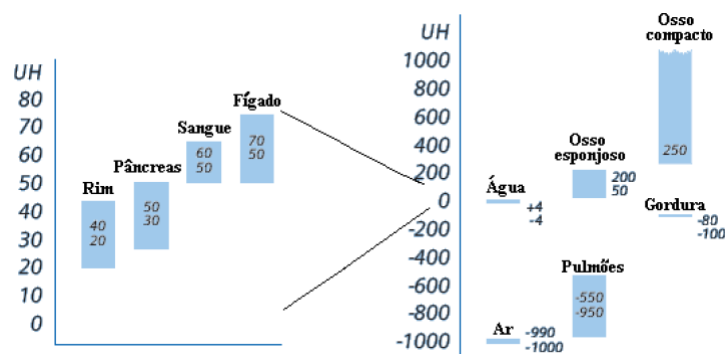 UH
80
70
60
50
40
30
20
10
0
Rim
40
20
Pâncreas
50
30
Sangue
60
50
Fígado
70
50
UH
1000
800
600
400
200
0
-200
-400
-600
-800
-1000
Água
+4
-4
Ar
-990
-1000
Osso
esponjoso
200
50
Pulmões
-550
-950
Osso
compacto
250
Gordura
-80
-100